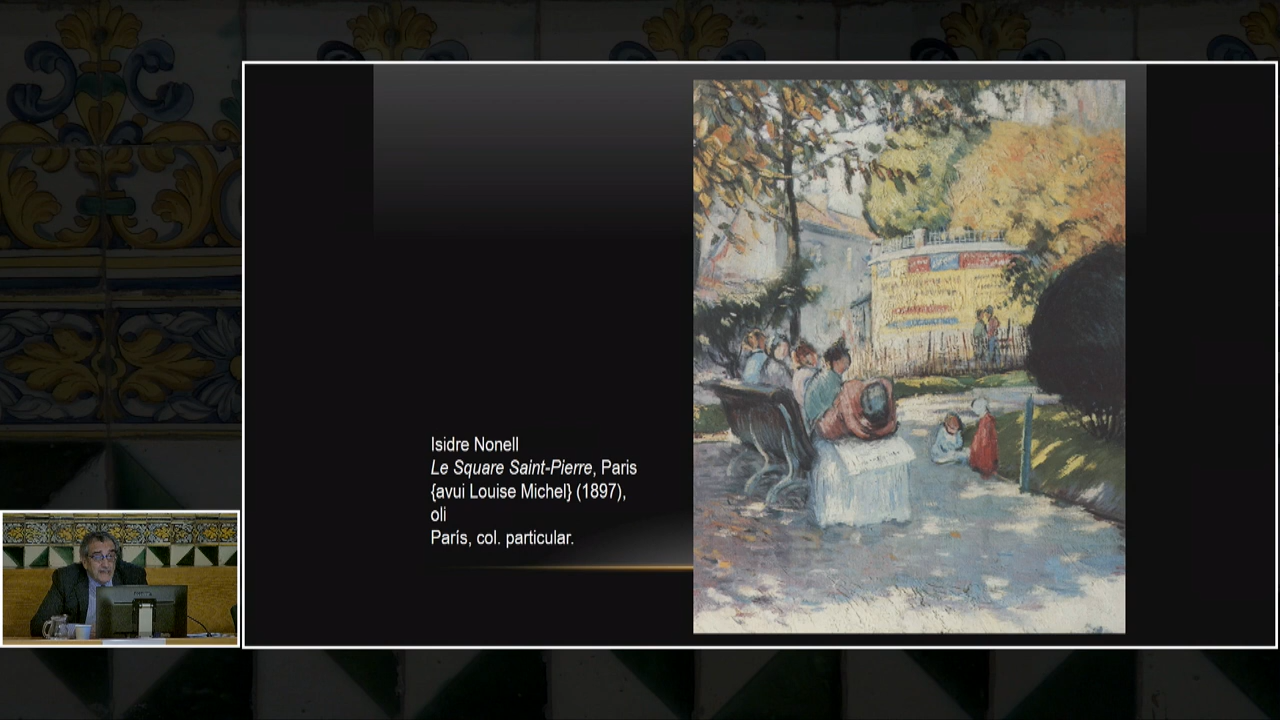 Isidre Nonell
Le Square Saint-Pierre, Paris
{avui Louise Michel} (1897),
oli
París, col. particular.